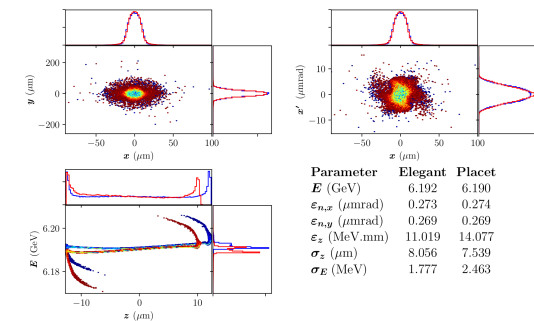 200
100
0
−100
−200
y (μm)
−50 0 50 100
x (μm)
10
0
−10
x′ (μmrad)
−50 0 50 100
x (μm)
6.20
6.18
E (GeV)
−10 0 10
z (μm)
Parameter Elegant Placet
E (GeV) 6.192 6.190
εn,x (μmrad) 0.273 0.274
εn,y (μmrad) 0.269 0.269
εz (MeV.mm) 11.019 14.077
σz (μm) 8.056 7.539
σE (MeV) 1.777 2.463